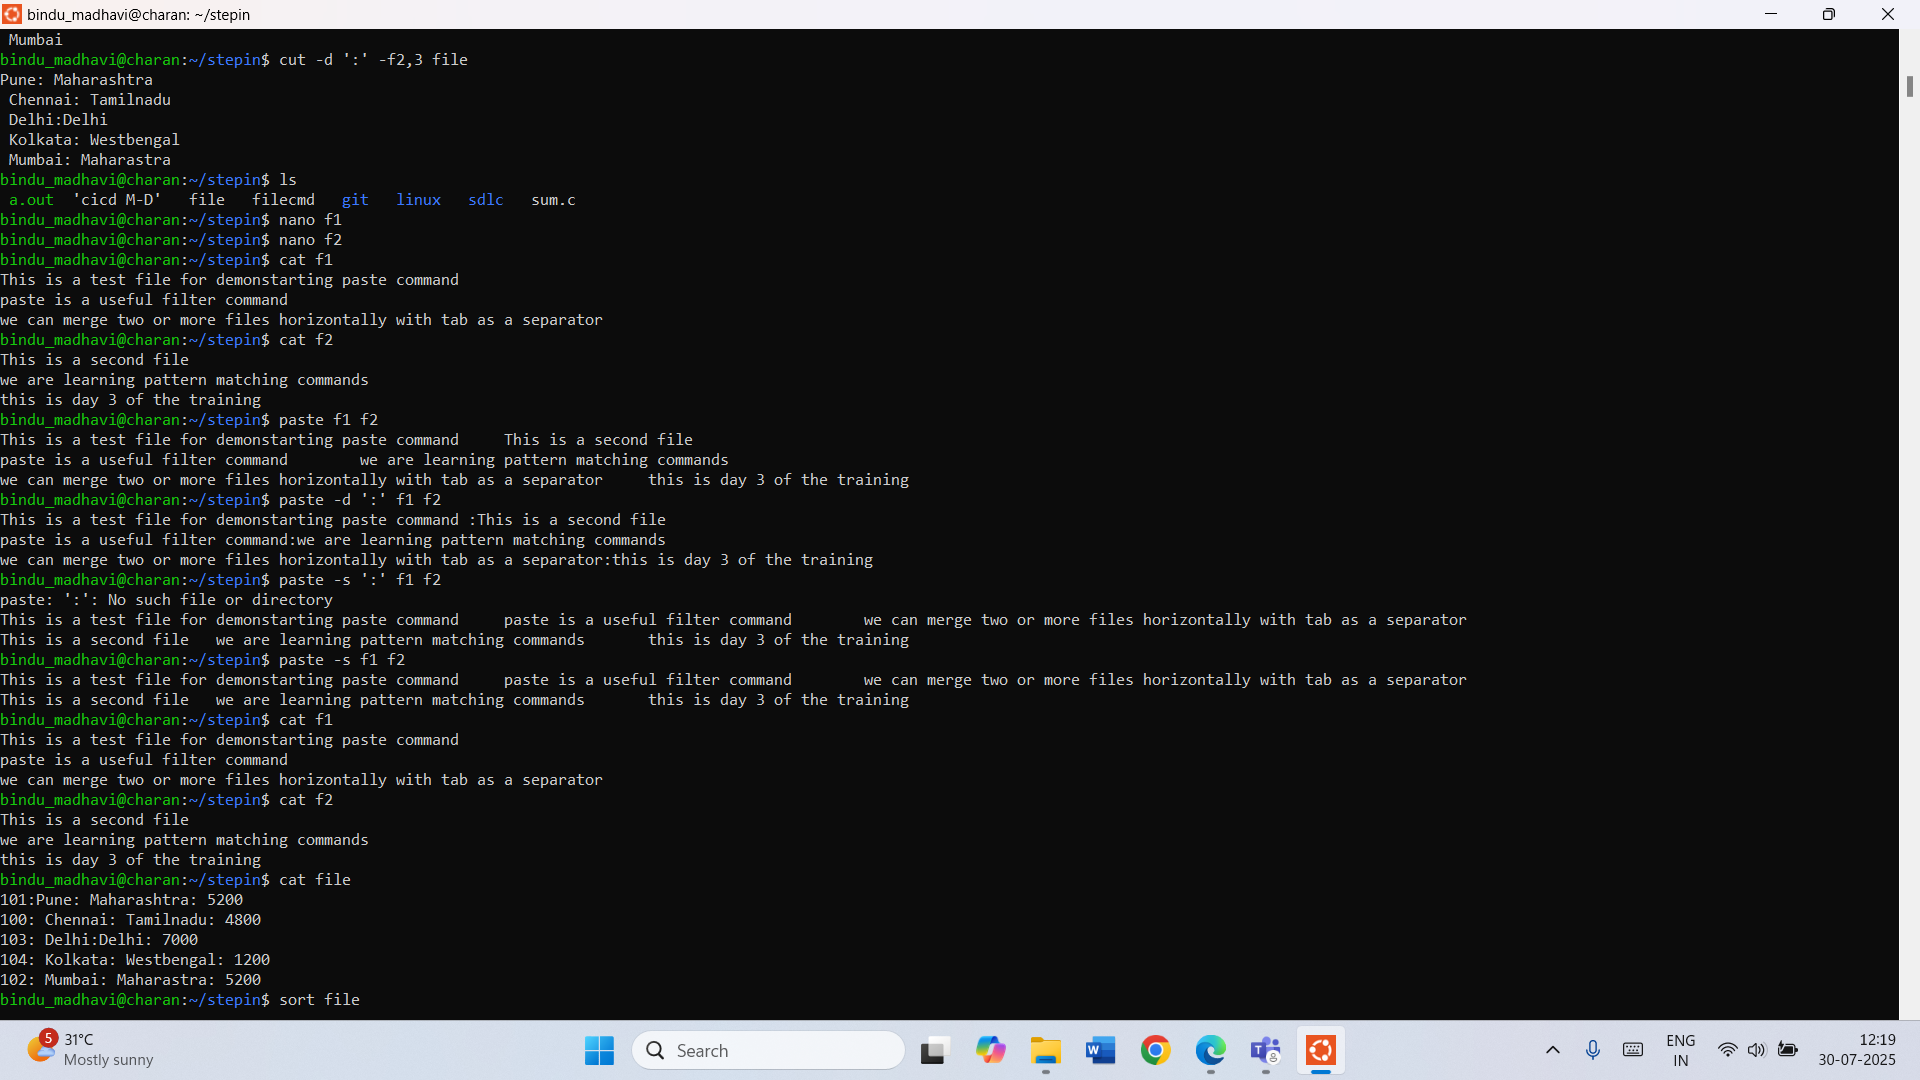 bindu_madhavi@charan: ~/stepin
 Mumbai
bindu_madhavi@charan:~/stepin$ cut -d ':' -f2,3 file
Pune: Maharashtra
 Chennai: Tamilnadu
 Delhi:Delhi
 Kolkata: Westbengal
 Mumbai: Maharastra
bindu_madhavi@charan:~/stepin$ ls
 a.out  'cicd M-D'   file   filecmd   git   linux   sdlc   sum.c
bindu_madhavi@charan:~/stepin$ nano f1
bindu_madhavi@charan:~/stepin$ nano f2
bindu_madhavi@charan:~/stepin$ cat f1
This is a test file for demonstarting paste command
paste is a useful filter command
we can merge two or more files horizontally with tab as a separator
bindu_madhavi@charan:~/stepin$ cat f2
This is a second file
we are learning pattern matching commands
this is day 3 of the training
bindu_madhavi@charan:~/stepin$ paste f1 f2
This is a test file for demonstarting paste command     This is a second file
paste is a useful filter command        we are learning pattern matching commands
we can merge two or more files horizontally with tab as a separator     this is day 3 of the training
bindu_madhavi@charan:~/stepin$ paste -d ':' f1 f2
This is a test file for demonstarting paste command :This is a second file
paste is a useful filter command:we are learning pattern matching commands
we can merge two or more files horizontally with tab as a separator:this is day 3 of the training
bindu_madhavi@charan:~/stepin$ paste -s ':' f1 f2
paste: ':': No such file or directory
This is a test file for demonstarting paste command     paste is a useful filter command        we can merge two or more files horizontally with tab as a separator
This is a second file   we are learning pattern matching commands       this is day 3 of the training
bindu_madhavi@charan:~/stepin$ paste -s f1 f2
This is a test file for demonstarting paste command     paste is a useful filter command        we can merge two or more files horizontally with tab as a separator
This is a second file   we are learning pattern matching commands       this is day 3 of the training
bindu_madhavi@charan:~/stepin$ cat f1
This is a test file for demonstarting paste command
paste is a useful filter command
we can merge two or more files horizontally with tab as a separator
bindu_madhavi@charan:~/stepin$ cat f2
This is a second file
we are learning pattern matching commands
this is day 3 of the training
bindu_madhavi@charan:~/stepin$ cat file
101:Pune: Maharashtra: 5200
100: Chennai: Tamilnadu: 4800
103: Delhi:Delhi: 7000
104: Kolkata: Westbengal: 1200
102: Mumbai: Maharastra: 5200
bindu_madhavi@charan:~/stepin$ sort file
5
31°C
Mostly sunny
Search
W
T
ENG
IN
12:19
30-07-2025